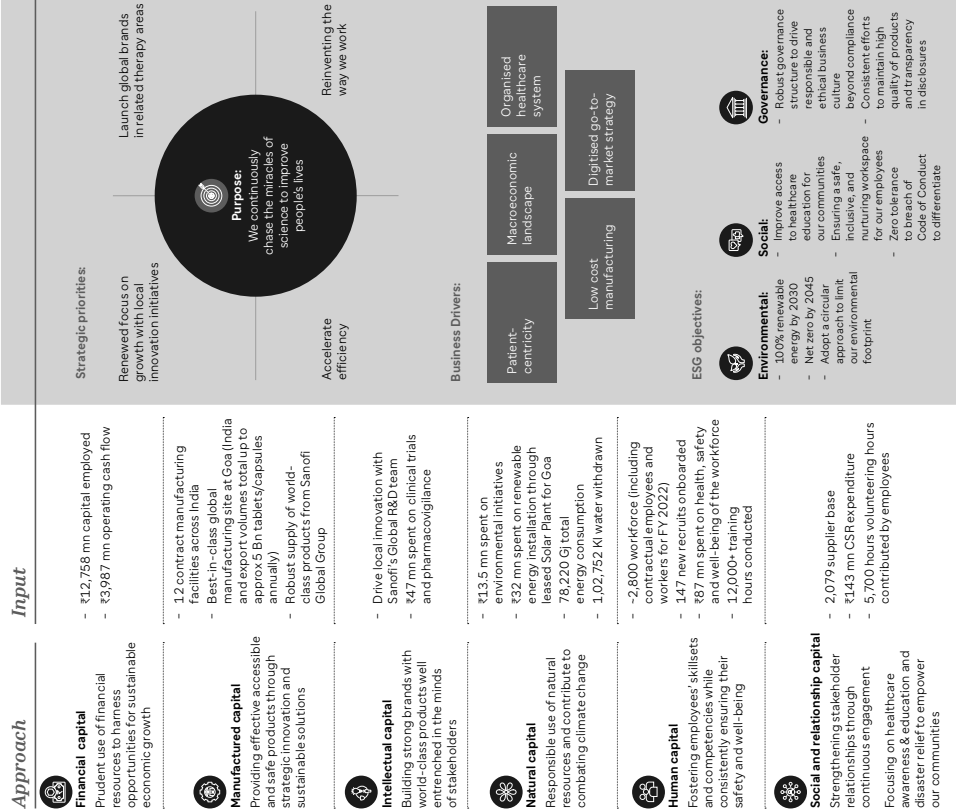 Approach
Input
Financial capital
Prudent use of financial
resources to harness
opportunities for sustainable
economic growth
- ₹12,758 mn capital employed
- ₹3,987 mn operating cash flow
Manufactured capital
Providing effective accessible
and safe products through
strategic innovation and
sustainable solutions
- 12 contract manufacturing
facilities across India
- Best-in-class global
manufacturing site at Goa (India
and export volumes total up to
approx 5 Bn tablets/capsules
annually)
- Robust supply of world-
class products from Sanofi
Global Group
Intellectual capital
Building strong brands with
world-class products well
entrenched in the minds
of stakeholders
- Drive local innovation with
Sanofi's Global R&D team
- ₹47 mn spent on clinical trials
and pharmacovigilance
Natural capital
Responsible use of natural
resources and contribute to
combating climate change
- ₹13.5 mn spent on
environmental initiatives
- ₹32 mn spent on renewable
energy installation through
leased Solar Plant for Goa
- 78,220 Gj total
energy consumption
- 1,02,752 Kl water withdrawn
Human capital
Fostering employees' skillsets
and competencies while
consistently ensuring their
safety and well-being
- ~2,800 workforce (including
contractual employees and
workers for FY 2022)
- 147 new recruits onboarded
- ₹87 mn spent on health, safety
and well-being of the workforce
- 12,000+ training
hours conducted
Social and relationship capital
Strengthening stakeholder
relationships through
continuous engagement
Focusing on healthcare
awareness & education and
disaster relief to empower
our communities
- 2,079 supplier base
- ₹143 mn CSR expenditure
- 5,700 hours volunteering hours
contributed by employees
Strategic priorities:
Renewed focus on
growth with local
innovation initiatives
Launch global brands
in related therapy areas
Purpose:
We continuously
chase the miracles of
science to improve
people's lives
Accelerate
efficiency
Reinventing the
way we work
Business Drivers:
Patient-
centricity
Macroeconomic
landscape
Organised
healthcare
system
Low cost
manufacturing
Digitised go-to-
market strategy
ESG objectives:
Environmental:
- 100% renewable
energy by 2030
- Net zero by 2045
- Adopt a circular
approach to limit
our environmental
footprint
Social:
- Improve access
to healthcare
education for
our communities
- Ensuring a safe,
inclusive, and
nurturing workspace
for our employees
- Zero tolerance
to breach of
Code of Conduct
to differentiate
Governance:
- Robust governance
structure to drive
responsible and
ethical business
culture
beyond compliance
- Consistent efforts
to maintain high
quality of products
and transparency
in disclosures